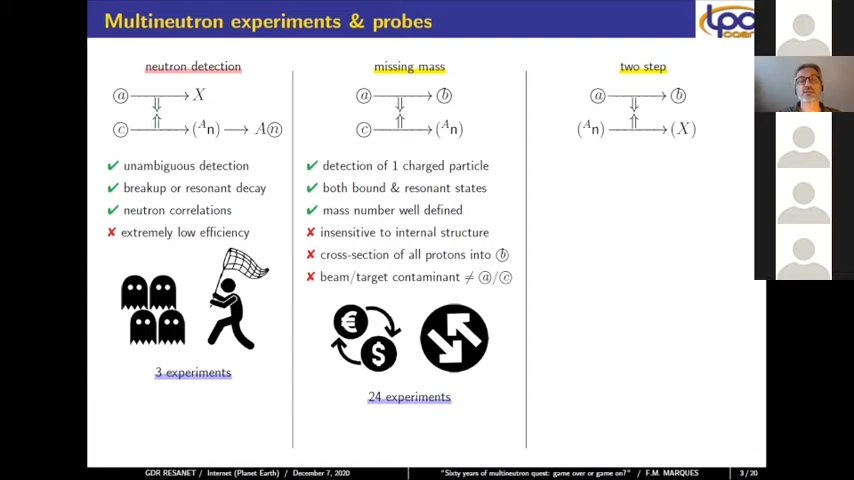 Multineutron experiments & probes
lpc
caen
neutron detection
ⓐ → X
ⓒ → (ᴬn) → Aⓝ
✔ unambiguous detection
✔ breakup or resonant decay
✔ neutron correlations
✘ extremely low efficiency
3 experiments
missing mass
ⓐ → ⓑ
ⓒ → (ᴬn)
✔ detection of 1 charged particle
✔ both bound & resonant states
✔ mass number well defined
✘ insensitive to internal structure
✘ cross-section of all protons into ⓑ
✘ beam/target contaminant ≠ ⓐ/ⓒ
€
$
24 experiments
two step
ⓐ → ⓑ
(ᴬn) → (X)
GDR RESANET / Internet (Planet Earth) / December 7, 2020
"Sixty years of multineutron quest: game over or game on?" / F.M. MARQUES
3 / 20